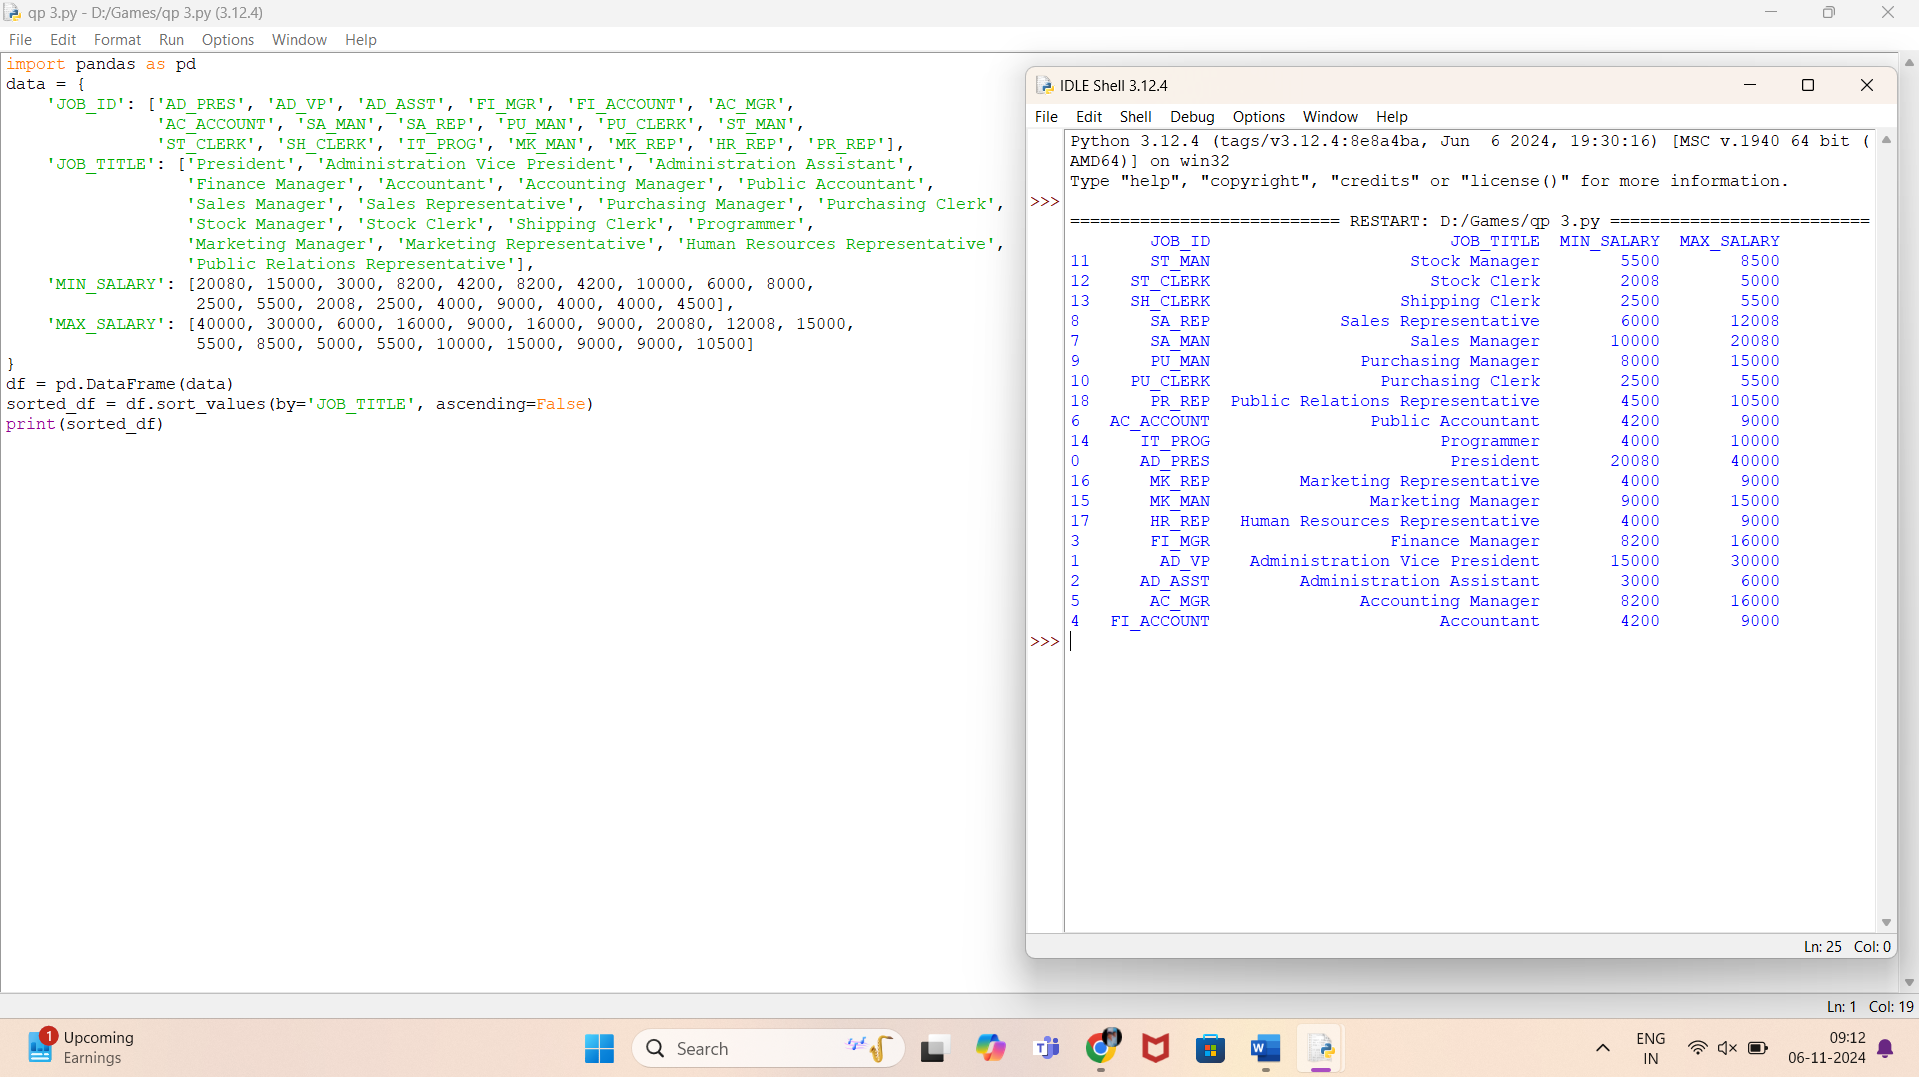 qp 3.py - D:/Games/qp 3.py (3.12.4)
File Edit Format Run Options Window Help
import pandas as pd
data = {
    'JOB_ID': ['AD_PRES', 'AD_VP', 'AD_ASST', 'FI_MGR', 'FI_ACCOUNT', 'AC_MGR',
               'AC_ACCOUNT', 'SA_MAN', 'SA_REP', 'PU_MAN', 'PU_CLERK', 'ST_MAN',
               'ST_CLERK', 'SH_CLERK', 'IT_PROG', 'MK_MAN', 'MK_REP', 'HR_REP', 'PR_REP'],
    'JOB_TITLE': ['President', 'Administration Vice President', 'Administration Assistant',
                  'Finance Manager', 'Accountant', 'Accounting Manager', 'Public Accountant',
                  'Sales Manager', 'Sales Representative', 'Purchasing Manager', 'Purchasing Clerk',
                  'Stock Manager', 'Stock Clerk', 'Shipping Clerk', 'Programmer',
                  'Marketing Manager', 'Marketing Representative', 'Human Resources Representative',
                  'Public Relations Representative'],
    'MIN_SALARY': [20080, 15000, 3000, 8200, 4200, 8200, 4200, 10000, 6000, 8000,
                   2500, 5500, 2008, 2500, 4000, 9000, 4000, 4000, 4500],
    'MAX_SALARY': [40000, 30000, 6000, 16000, 9000, 16000, 9000, 20080, 12008, 15000,
                   5500, 8500, 5000, 5500, 10000, 15000, 9000, 9000, 10500]
}
df = pd.DataFrame(data)
sorted_df = df.sort_values(by='JOB_TITLE', ascending=False)
print(sorted_df)
IDLE Shell 3.12.4
File Edit Shell Debug Options Window Help
Python 3.12.4 (tags/v3.12.4:8e8a4ba, Jun  6 2024, 19:30:16) [MSC v.1940 64 bit (
AMD64)] on win32
Type "help", "copyright", "credits" or "license()" for more information.
>>>
=========================== RESTART: D:/Games/qp 3.py ==========================
JOB_ID JOB_TITLE MIN_SALARY MAX_SALARY
11 ST_MAN Stock Manager 5500 8500
12 ST_CLERK Stock Clerk 2008 5000
13 SH_CLERK Shipping Clerk 2500 5500
8 SA_REP Sales Representative 6000 12008
7 SA_MAN Sales Manager 10000 20080
9 PU_MAN Purchasing Manager 8000 15000
10 PU_CLERK Purchasing Clerk 2500 5500
18 PR_REP Public Relations Representative 4500 10500
6 AC_ACCOUNT Public Accountant 4200 9000
14 IT_PROG Programmer 4000 10000
0 AD_PRES President 20080 40000
16 MK_REP Marketing Representative 4000 9000
15 MK_MAN Marketing Manager 9000 15000
17 HR_REP Human Resources Representative 4000 9000
3 FI_MGR Finance Manager 8200 16000
1 AD_VP Administration Vice President 15000 30000
2 AD_ASST Administration Assistant 3000 6000
5 AC_MGR Accounting Manager 8200 16000
4 FI_ACCOUNT Accountant 4200 9000
>>>
Ln: 25 Col: 0
Ln: 1 Col: 19
1
Upcoming
Earnings
Search
ENG
IN
09:12
06-11-2024